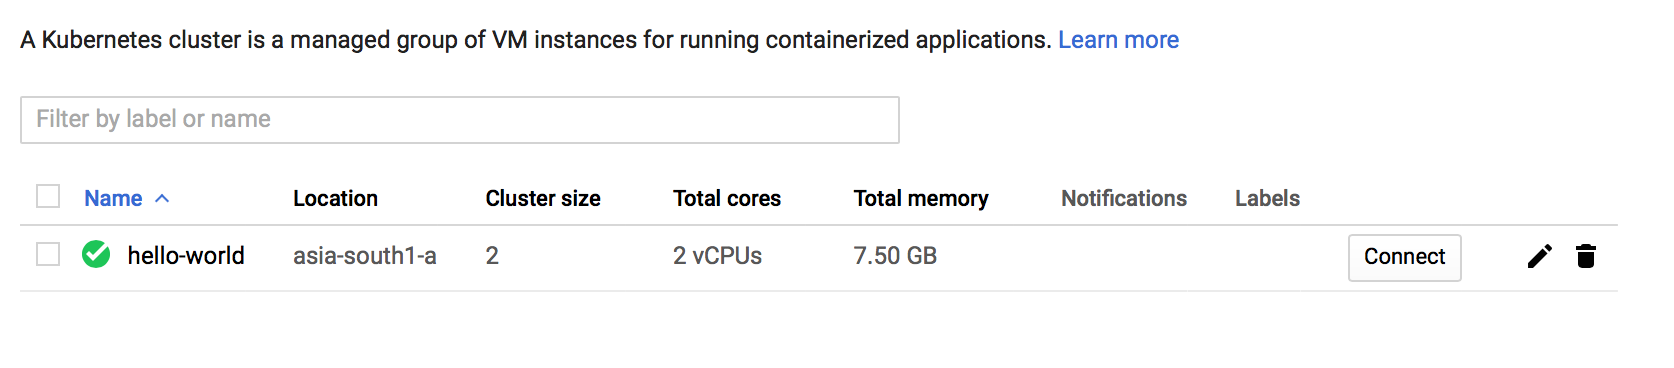 A Kubernetes cluster is a managed group of VM instances for running containerized applications. Learn more
Filter by label or name
Name Location Cluster size Total cores Total memory Notifications Labels
hello-world asia-south1-a 2 2 vCPUs 7.50 GB Connect